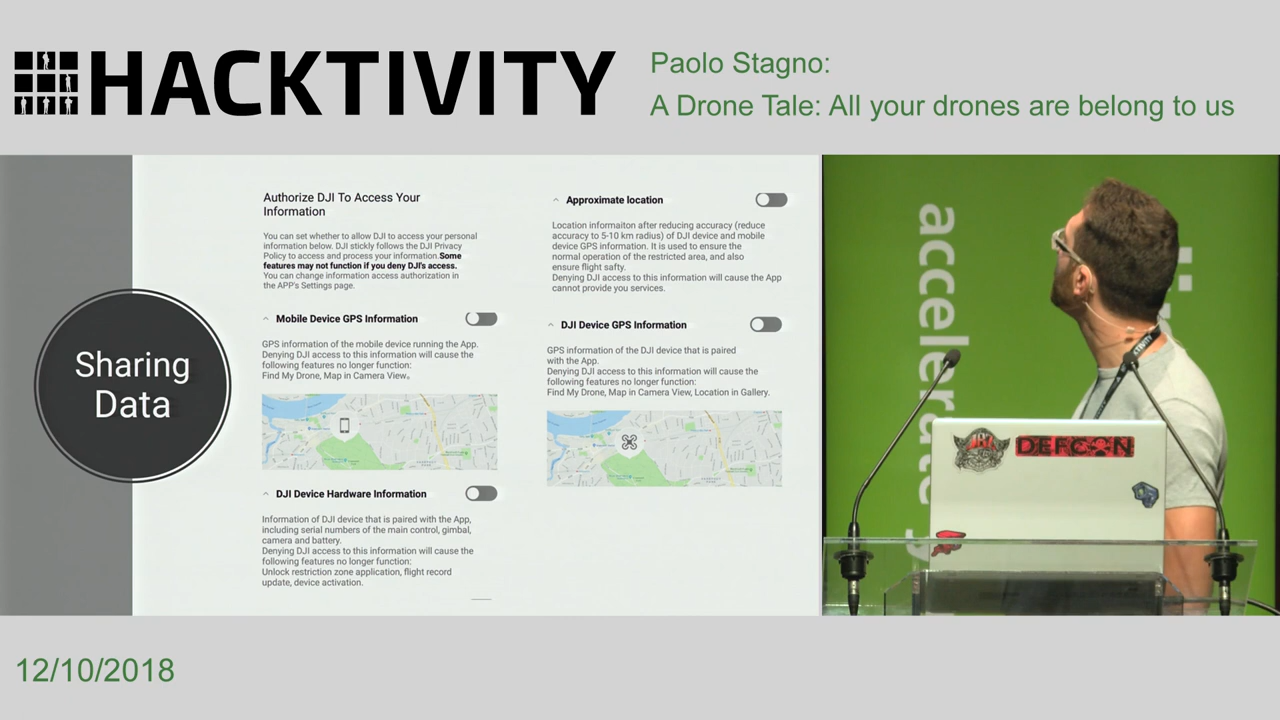 HACKTIVITY
Paolo Stagno:
A Drone Tale: All your drones are belong to us
Sharing
Data
Authorize DJI To Access Your
Information
You can set whether to allow DJI to access your personal
information below. DJI stickly follows the DJI Privacy
Policy to access and process your information.Some
features may not function if you deny DJI's access.
You can change information access authorization in
the APP's Settings page.
Mobile Device GPS Information
GPS information of the mobile device running the App.
Denying DJI access to this information will cause the
following features no longer function:
Find My Drone, Map in Camera View。
DJI Device Hardware Information
Information of DJI device that is paired with the App,
including serial numbers of the main control, gimbal,
camera and battery.
Denying DJI access to this information will cause the
following features no longer function:
Unlock restriction zone application, flight record
update, device activation.
Approximate location
Location informaiton after reducing accuracy (reduce
accuracy to 5-10 km radius) of DJI device and mobile
device GPS information. It is used to ensure the
normal operation of the restricted area, and also
ensure flight safty.
Denying DJI access to this information will cause the App
cannot provide you services.
DJI Device GPS Information
GPS information of the DJI device that is paired
with the App.
Denying DJI access to this information will cause the
following features no longer function:
Find My Drone, Map in Camera View, Location in Gallery.
HACKTIVITY
DEFCON
12/10/2018